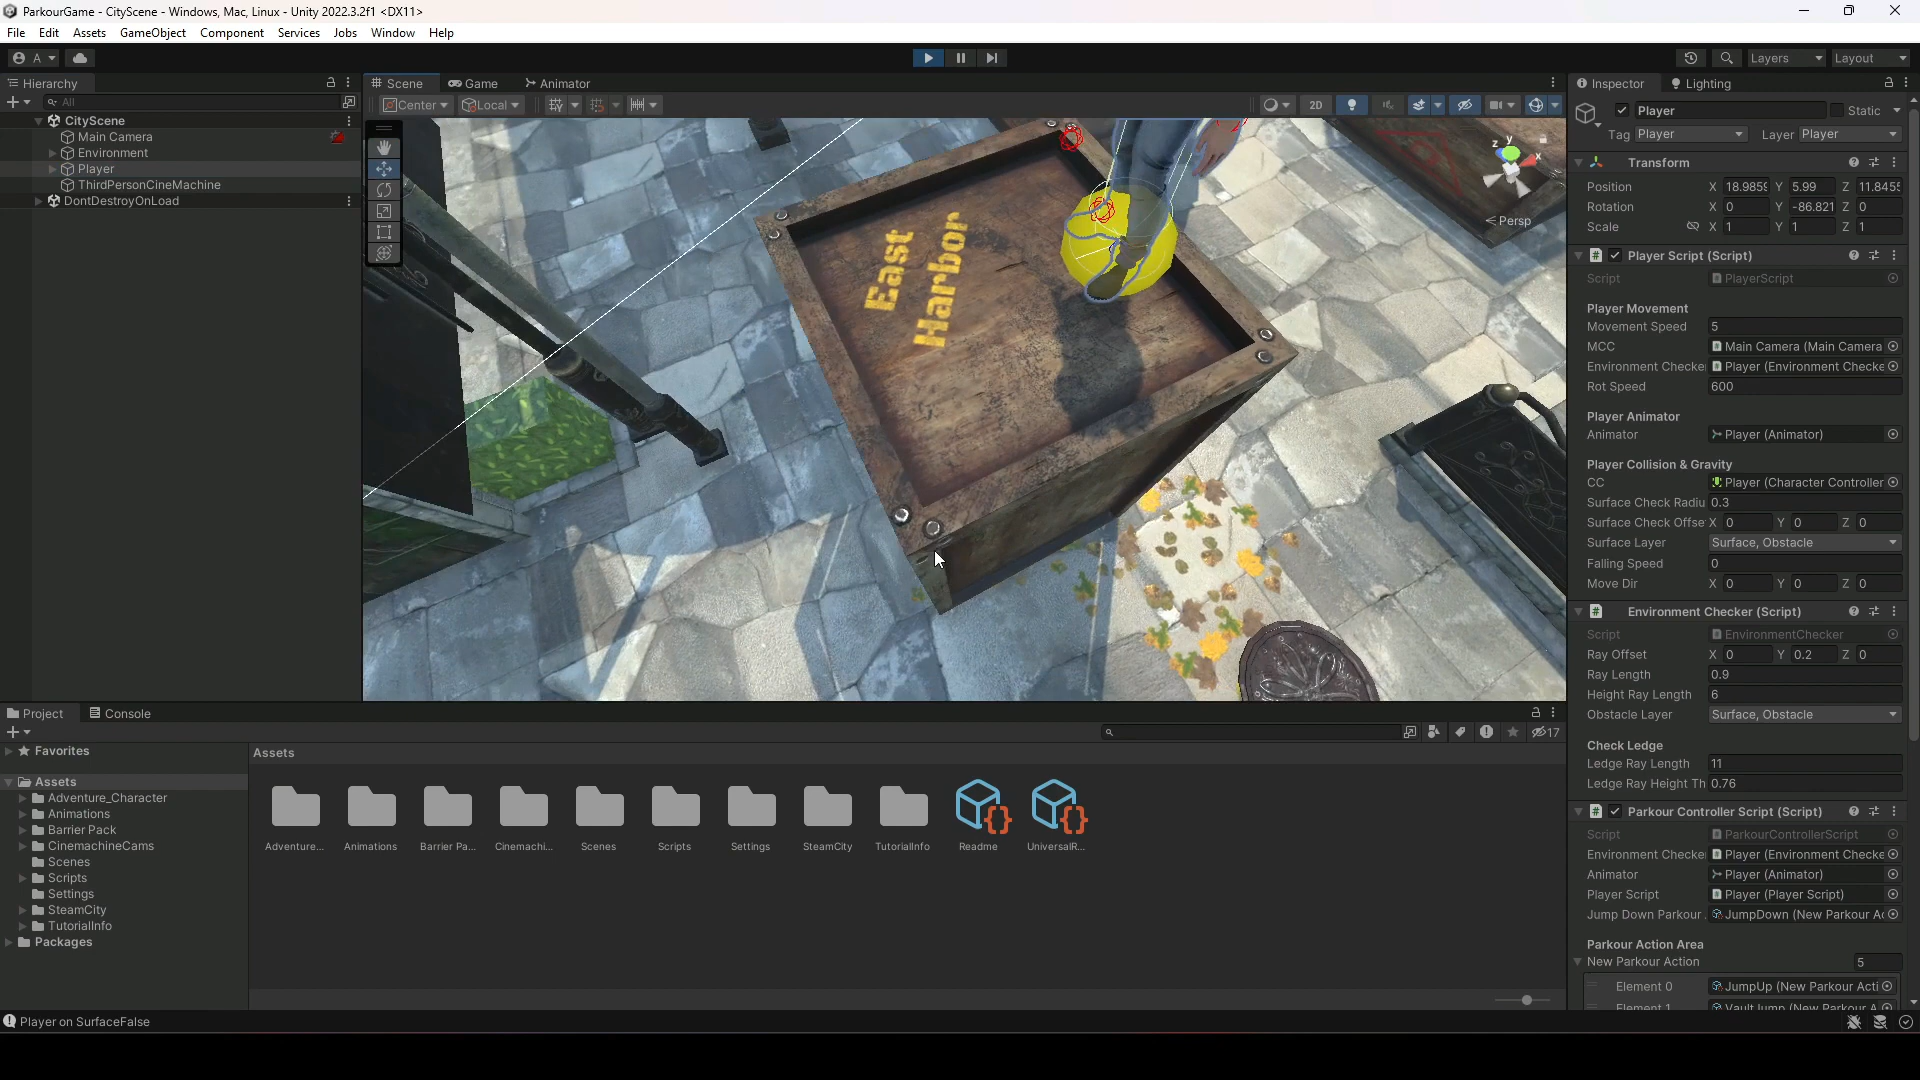 ParkourGame - CityScene - Windows, Mac, Linux - Unity 2022.3.2f1 <DX11>
File Edit Assets GameObject Component Services Jobs Window Help
A Layers Layout
Hierarchy Scene Game Animator Inspector Lighting
All Center Local 2D
Player Static
Tag Player Layer Player
CityScene
Main Camera
Environment
Player
ThirdPersonCineMachine
DontDestroyOnLoad
East
Harbor
y
z x
Persp
Transform
Position X 18.985 Y 5.99 Z 11.845
Rotation X 0 Y -86.821 Z 0
Scale X 1 Y 1 Z 1
Player Script (Script)
Script PlayerScript
Player Movement
Movement Speed 5
MCC Main Camera (Main Camera
Environment Checke Player (Environment Checke
Rot Speed 600
Player Animator
Animator Player (Animator)
Player Collision & Gravity
CC Player (Character Controller
Surface Check Radiu 0.3
Surface Check Offse X 0 Y 0 Z 0
Surface Layer Surface, Obstacle
Falling Speed 0
Move Dir X 0 Y 0 Z 0
Environment Checker (Script)
Script EnvironmentChecker
Ray Offset X 0 Y 0.2 Z 0
Ray Length 0.9
Height Ray Length 6
Obstacle Layer Surface, Obstacle
Check Ledge
Ledge Ray Length 11
Ledge Ray Height Th 0.76
Parkour Controller Script (Script)
Script ParkourControllerScript
Environment Checke Player (Environment Checke
Animator Player (Animator)
Player Script Player (Player Script)
Jump Down Parkour . JumpDown (New Parkour Ac
Parkour Action Area
New Parkour Action 5
Element 0 JumpUp (New Parkour Acti
Element 1 VaultJump (New Parkour A
Project Console
17
Favorites
Assets
Adventure_Character
Animations
Barrier Pack
CinemachineCams
Scenes
Scripts
Settings
SteamCity
TutorialInfo
Packages
Assets
Adventure... Animations Barrier Pa... Cinemachi... Scenes Scripts Settings SteamCity TutorialInfo Readme UniversalR...
Player on SurfaceFalse